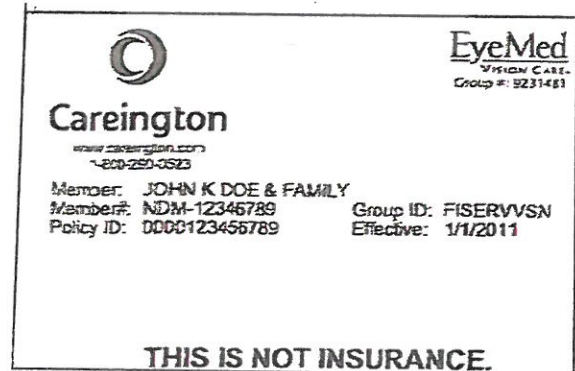 EyeMed
VISION CARE
Group #: 9231481
Careington
www.careington.com
1-800-290-0523
Member: JOHN K DOE & FAMILY
Member#: NDM-12346789
Group ID: FISERVVSN
Policy ID: 0000123456789
Effective: 1/1/2011
THIS IS NOT INSURANCE.